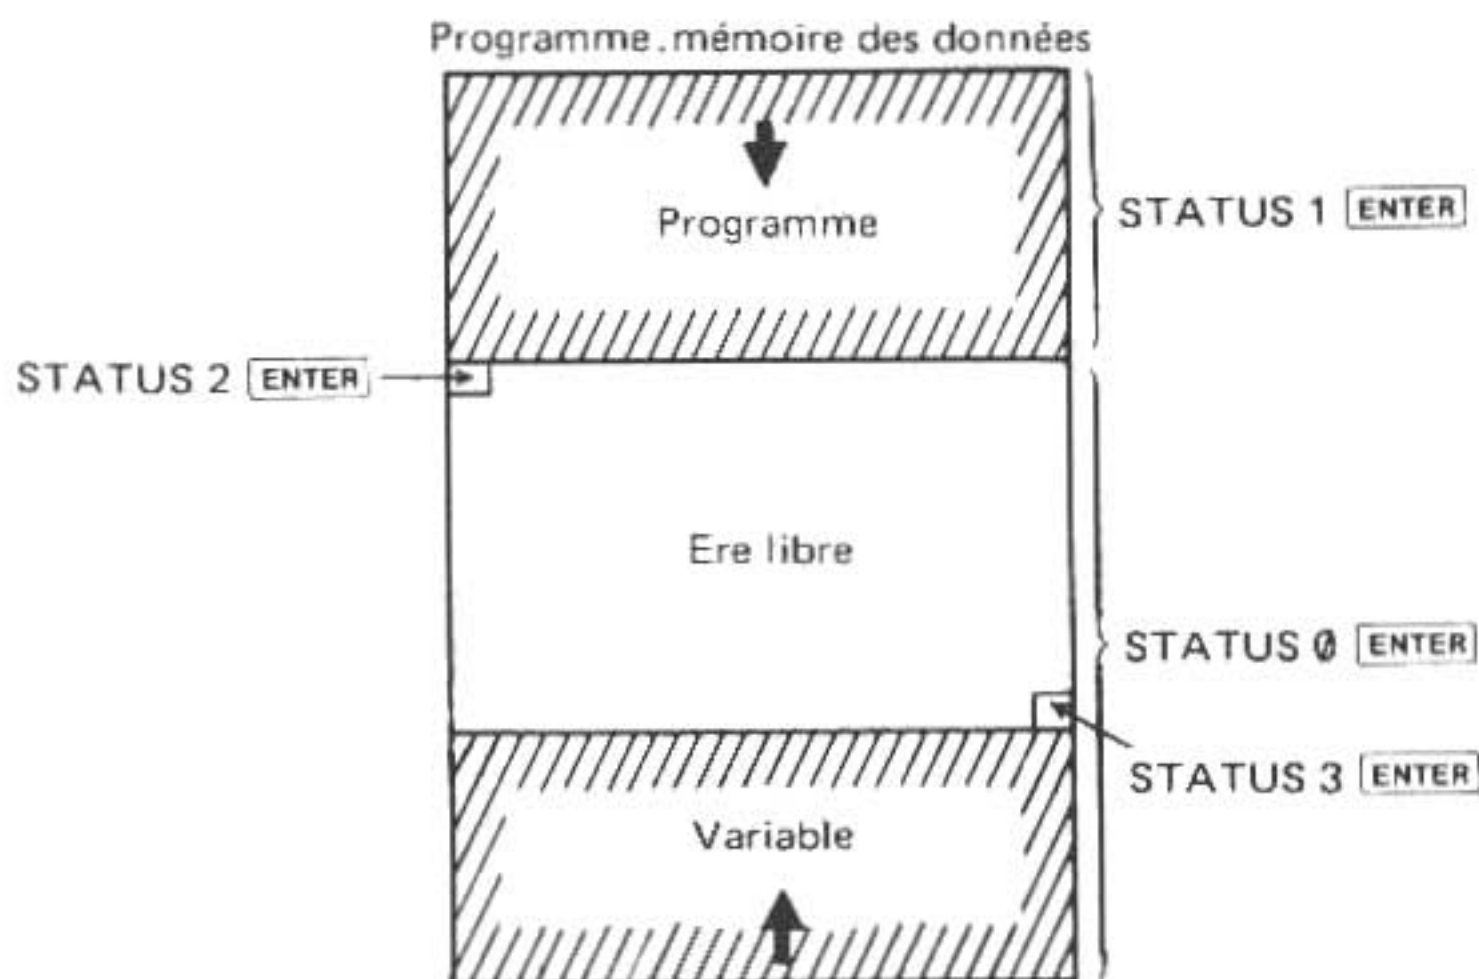 Programme.mémoire des données
Programme
STATUS 1 ENTER
STATUS 2 ENTER
Ere libre
STATUS 0 ENTER
STATUS 3 ENTER
Variable